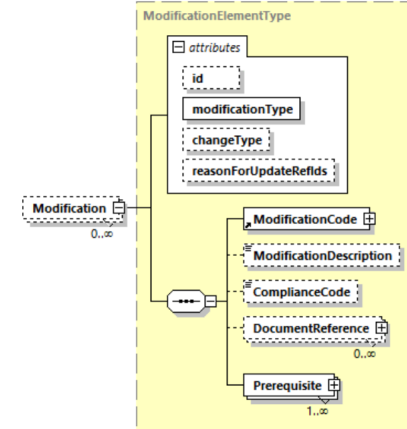 ModificationElementType
attributes
id
modificationType
changeType
reasonForUpdateRefIds
Modification
0..∞
ModificationCode
ModificationDescription
ComplianceCode
DocumentReference
0..∞
Prerequisite
1..∞